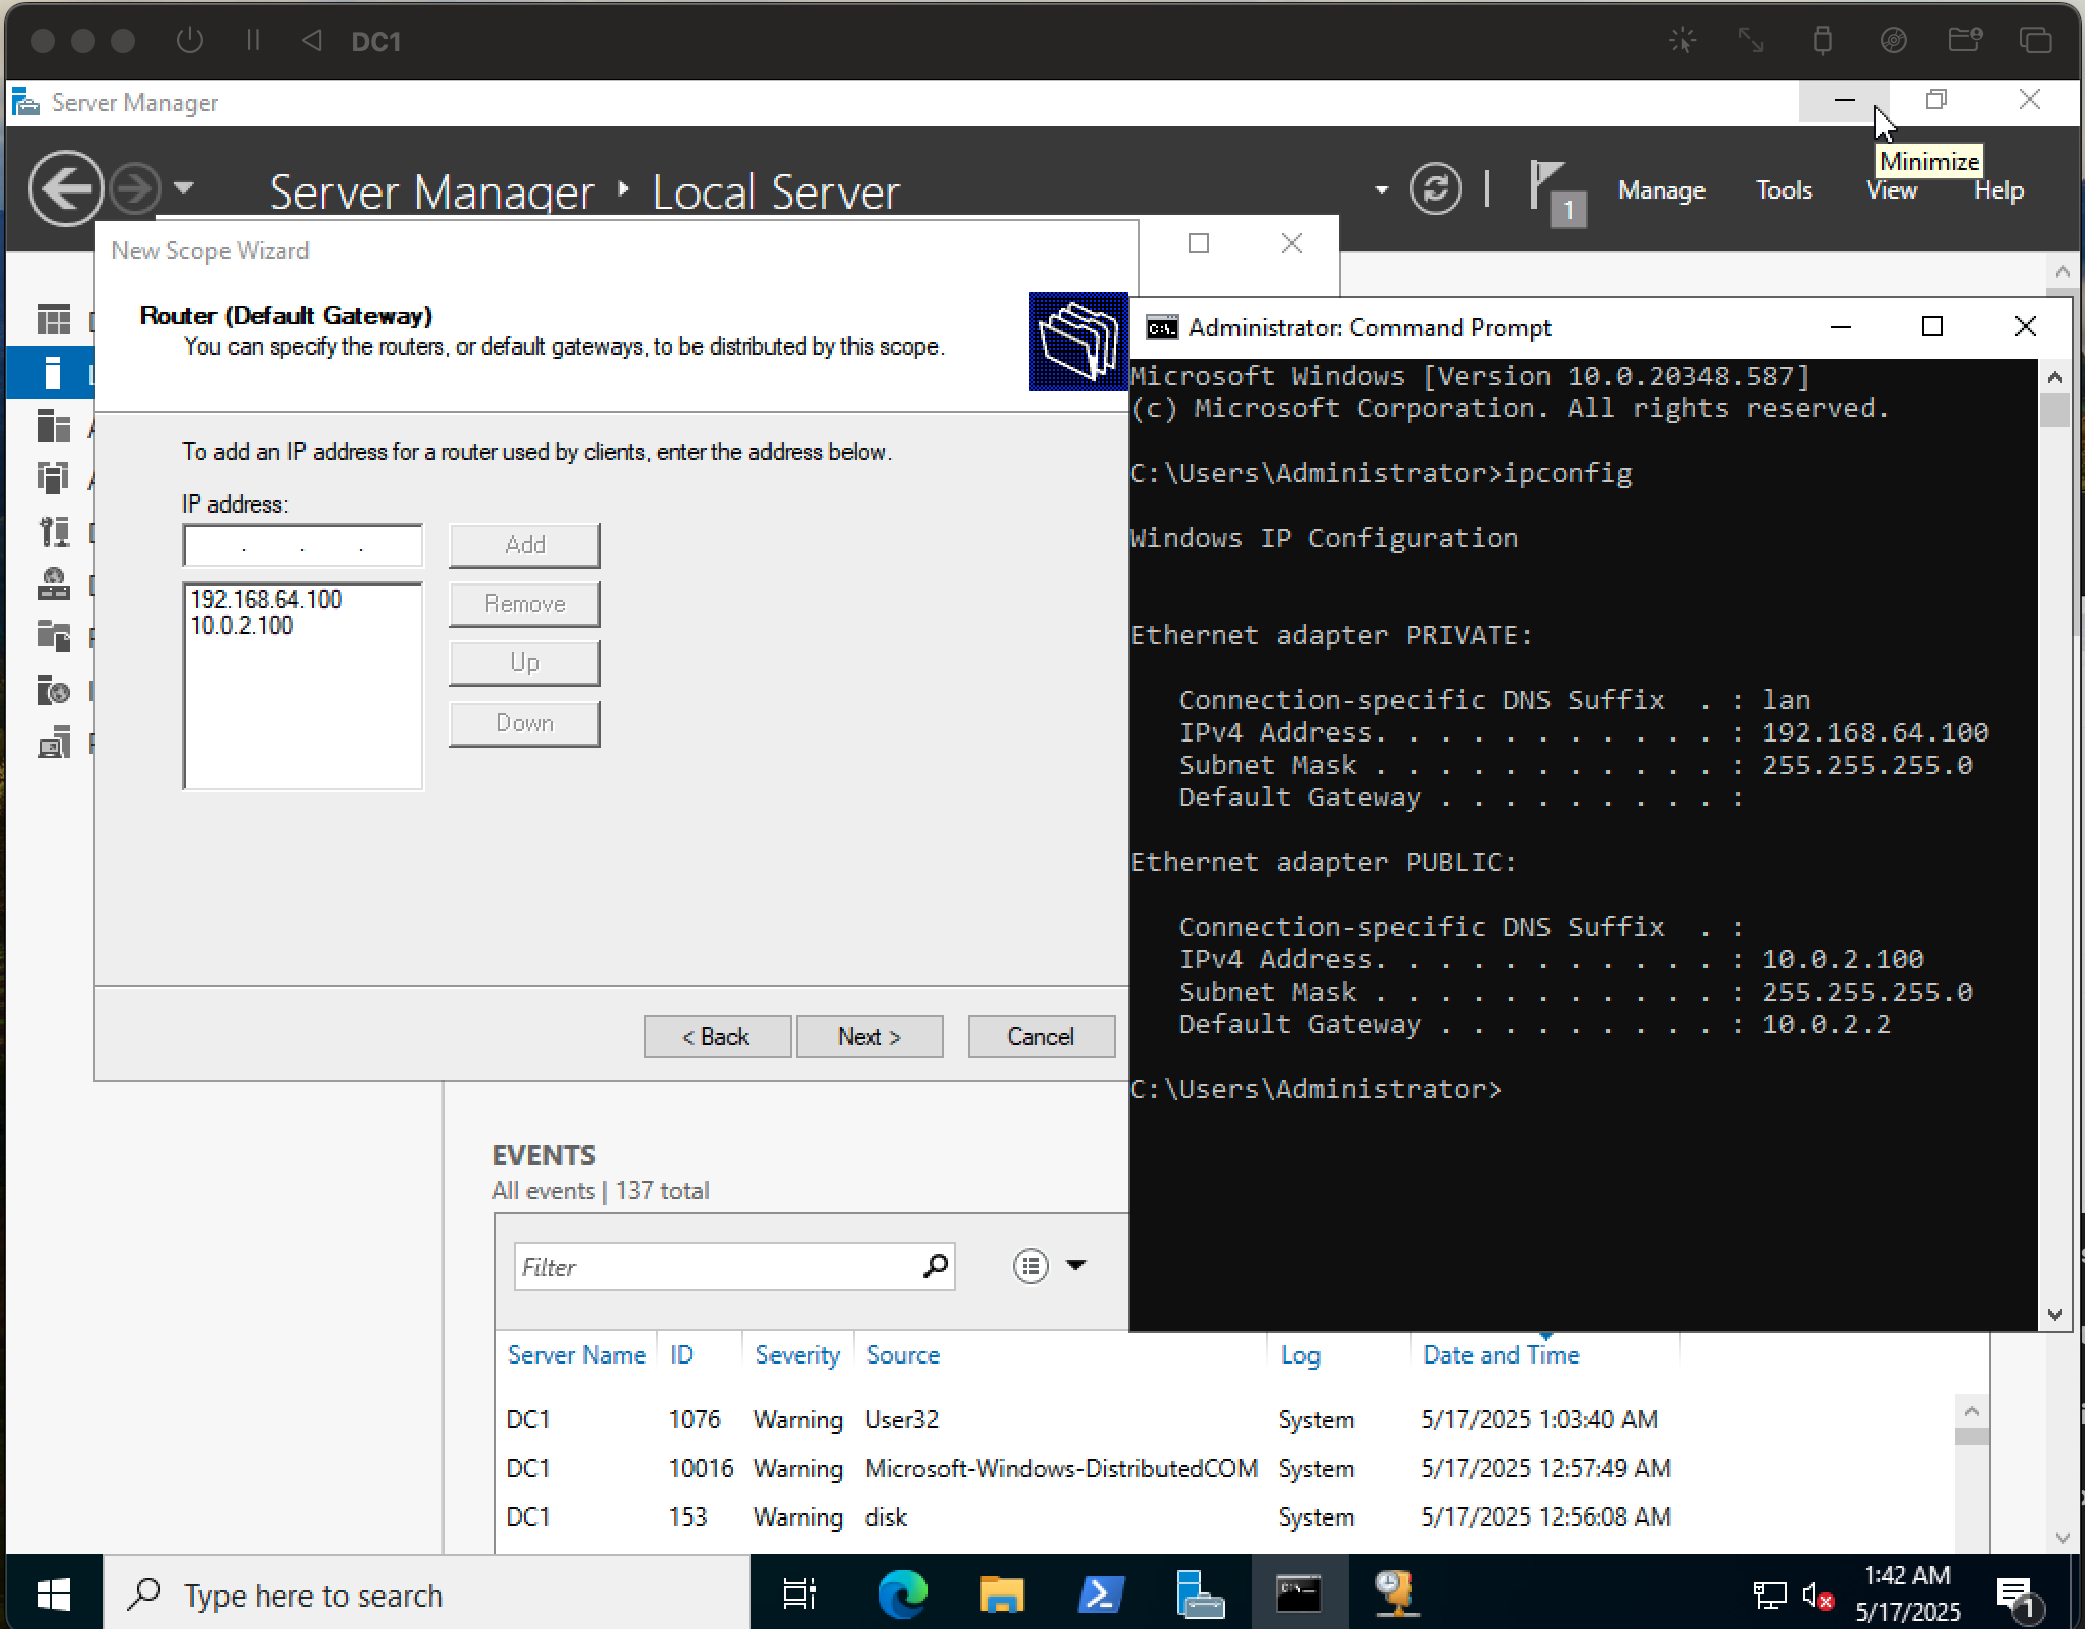 DC1
Server Manager
Minimize
Server Manager ‣ Local Server
1
Manage Tools View Help
New Scope Wizard
Router (Default Gateway)
You can specify the routers, or default gateways, to be distributed by this scope.
To add an IP address for a router used by clients, enter the address below.
IP address:
. . .
Add
192.168.64.100
10.0.2.100
Remove
Up
Down
< Back
Next >
Cancel
Administrator: Command Prompt
Microsoft Windows [Version 10.0.20348.587]
(c) Microsoft Corporation. All rights reserved.
C:\Users\Administrator>ipconfig
Windows IP Configuration
Ethernet adapter PRIVATE:
Connection-specific DNS Suffix  . : lan
IPv4 Address. . . . . . . . . . . : 192.168.64.100
Subnet Mask . . . . . . . . . . . : 255.255.255.0
Default Gateway . . . . . . . . . :
Ethernet adapter PUBLIC:
Connection-specific DNS Suffix  . :
IPv4 Address. . . . . . . . . . . : 10.0.2.100
Subnet Mask . . . . . . . . . . . : 255.255.255.0
Default Gateway . . . . . . . . . : 10.0.2.2
C:\Users\Administrator>
EVENTS
All events | 137 total
Filter
Server Name ID Severity Source Log Date and Time
DC1 1076 Warning User32 System 5/17/2025 1:03:40 AM
DC1 10016 Warning Microsoft-Windows-DistributedCOM System 5/17/2025 12:57:49 AM
DC1 153 Warning disk System 5/17/2025 12:56:08 AM
Type here to search
1:42 AM
5/17/2025
1